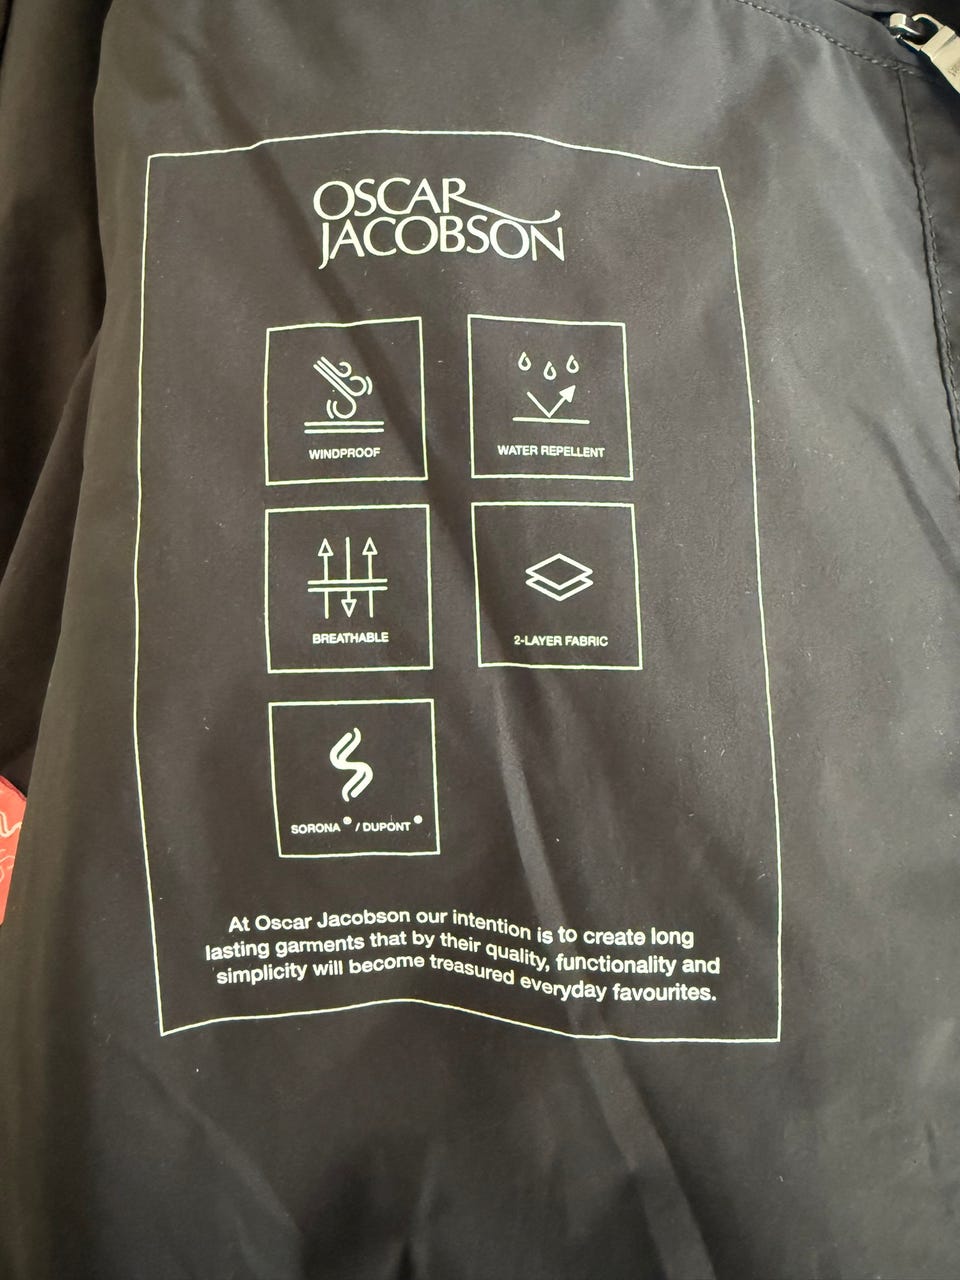 OSCAR
JACOBSON
WINDPROOF
WATER REPELLENT
BREATHABLE
2-LAYER FABRIC
SORONA® / DUPONT®
At Oscar Jacobson our intention is to create long
lasting garments that by their quality, functionality and
simplicity will become treasured everyday favourites.